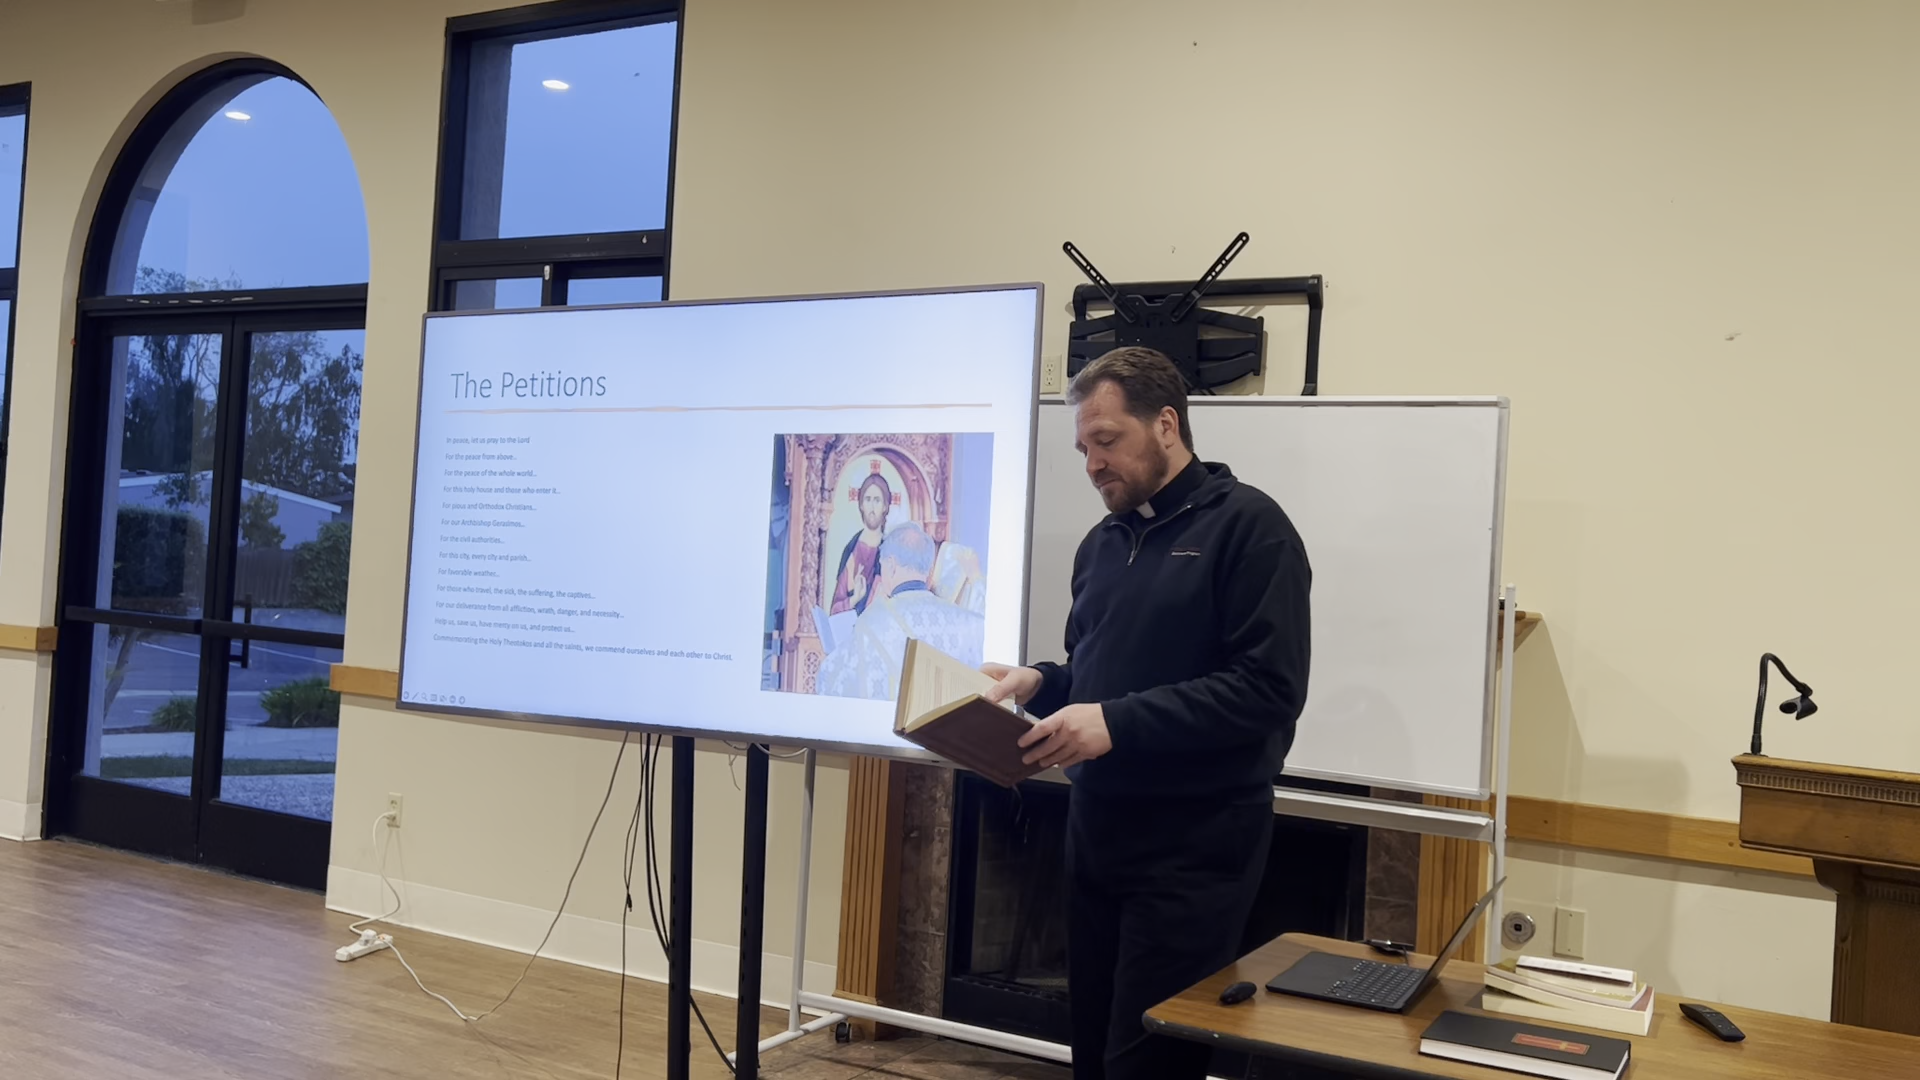 The Petitions
In peace, let us pray to the Lord
For the peace from above..
For the peace of the whole world...
For this holy house and those who enter it...
For pious and Orthodox Christians...
For our Archbishop Gerasimos...
For the civil authorities...
For this city, every city and parish...
For favorable weather...
For those who travel, the sick, the suffering, the captives...
For our deliverance from all affliction, wrath, danger, and necessity...
Help us, save us, have mercy on us, and protect us...
Commemorating the Holy Theotokos and all the saints, we commend ourselves and each other to Christ.